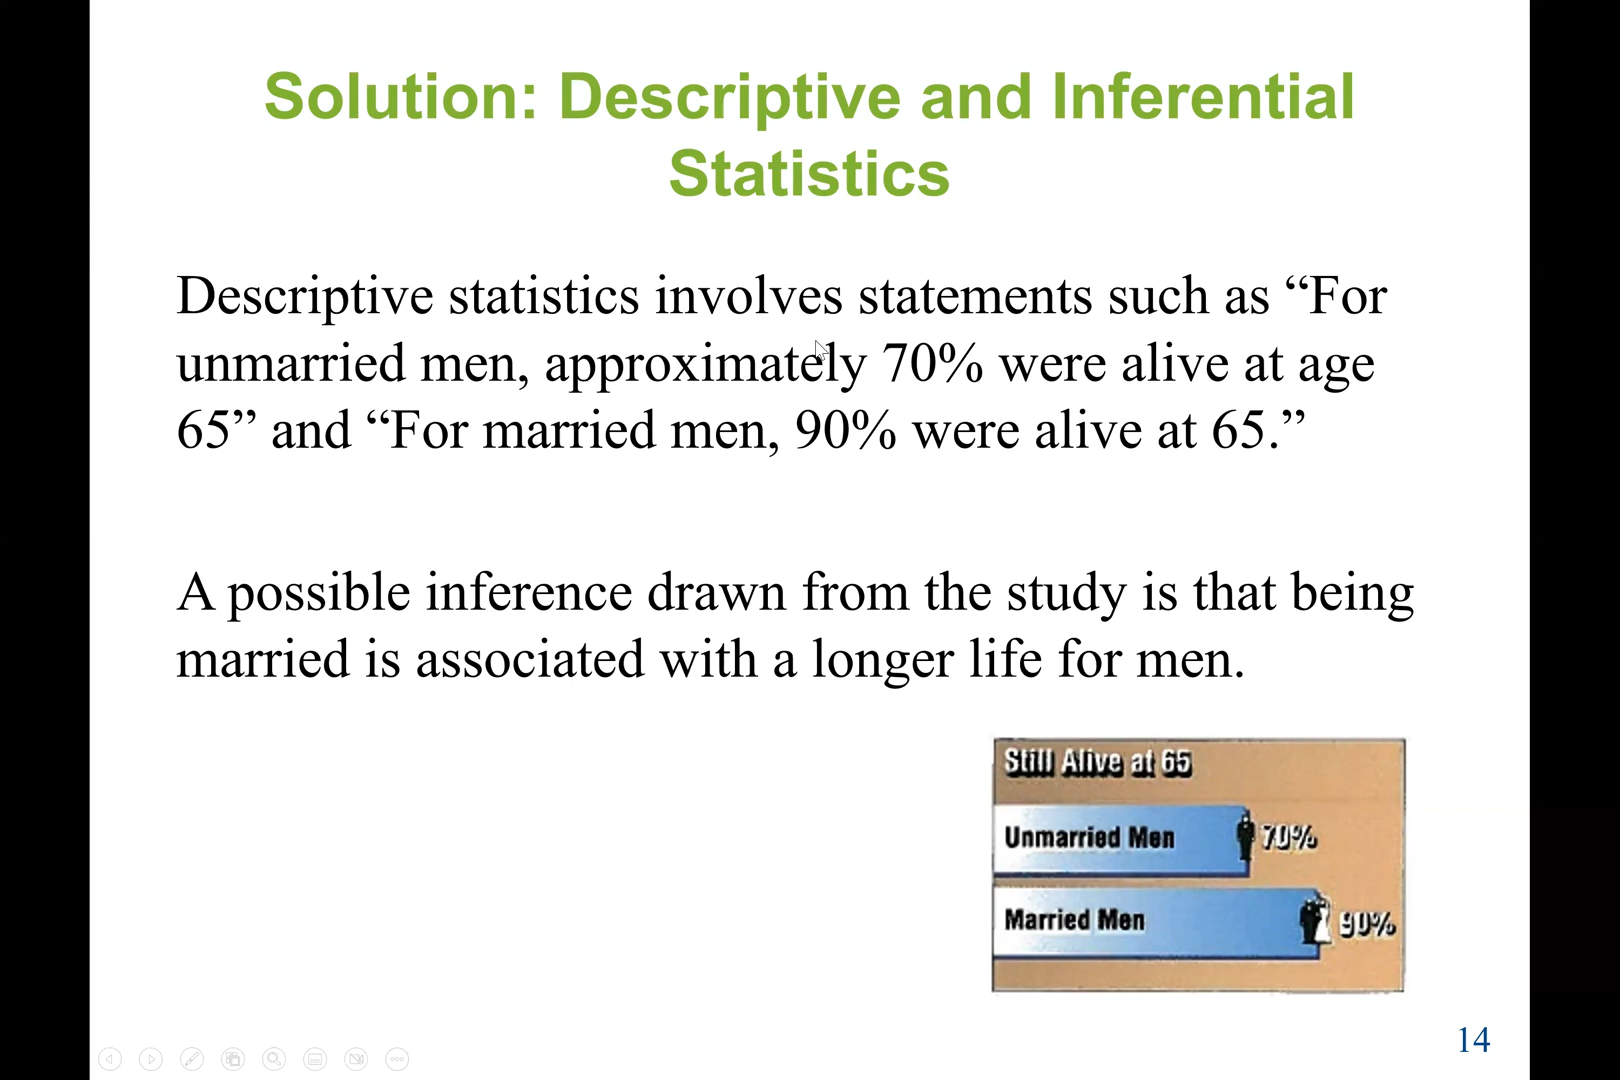 Solution: Descriptive and Inferential
Statistics
Descriptive statistics involves statements such as “For
unmarried men, approximately 70% were alive at age
65” and “For married men, 90% were alive at 65.”
A possible inference drawn from the study is that being
married is associated with a longer life for men.
Still Alive at 65
Unmarried Men 70%
Married Men 90%
14